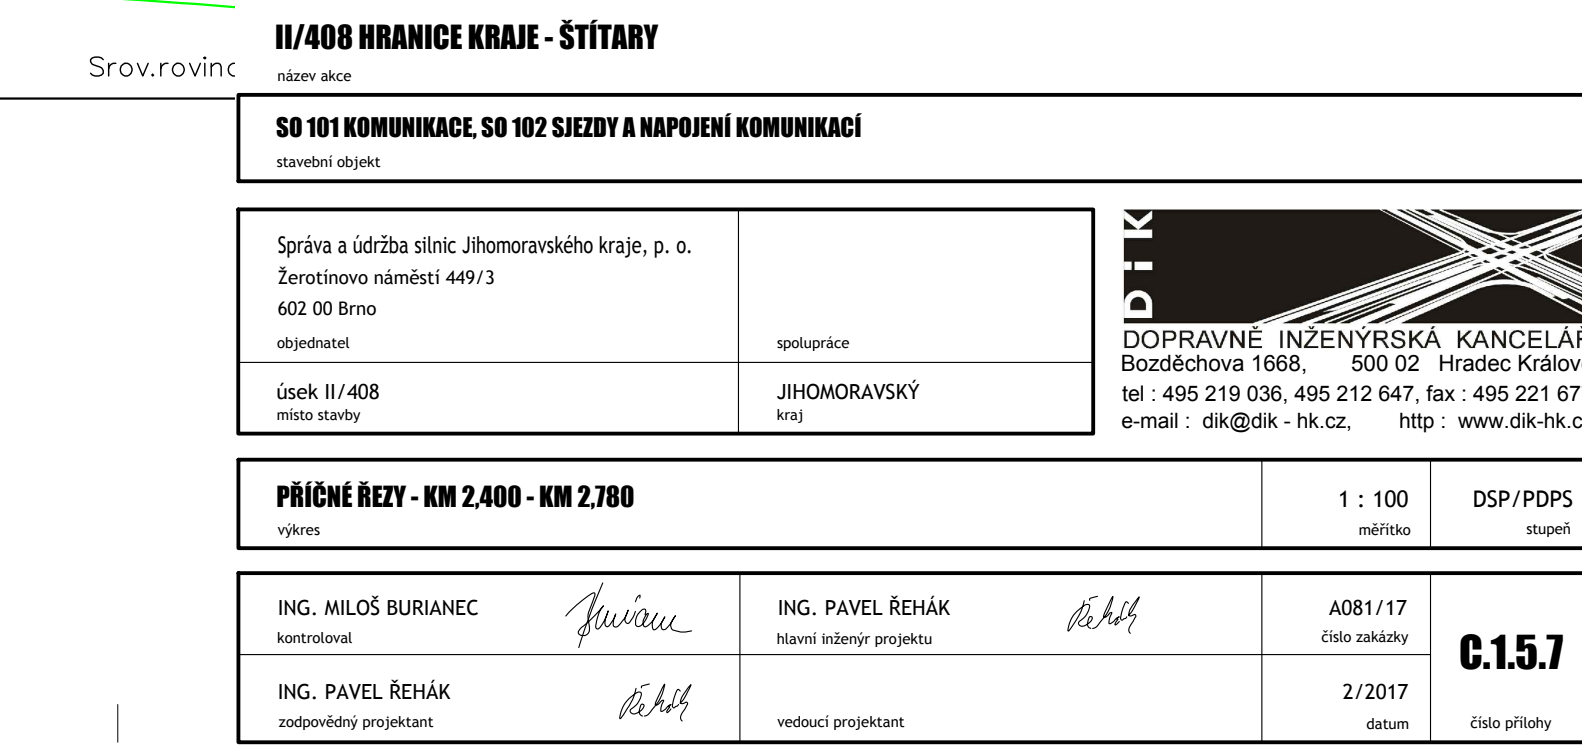 Srov.rovin
II/408 HRANICE KRAJE - ŠTÍTARY
název akce
SO 101 KOMUNIKACE, SO 102 SJEZDY A NAPOJENÍ KOMUNIKACÍ
stavební objekt
Správa a údržba silnic Jihomoravského kraje, p. o.
Žerotínovo náměstí 449/3
602 00 Brno
objednatel
spolupráce
úsek II/408
místo stavby
JIHOMORAVSKÝ
kraj
DiK
DOPRAVNĚ INŽENÝRSKÁ KANCELÁŘ
Bozděchova 1668, 500 02 Hradec Králov
tel : 495 219 036, 495 212 647, fax : 495 221 67
e-mail : dik@dik - hk.cz, http : www.dik-hk.c
PŘÍČNÉ ŘEZY - KM 2,400 - KM 2,780
výkres
1 : 100
měřítko
DSP/PDPS
stupeň
ING. MILOŠ BURIANEC
kontroloval
ING. PAVEL ŘEHÁK
hlavní inženýr projektu
Řehák
A081/17
číslo zakázky
ING. PAVEL ŘEHÁK
zodpovědný projektant
Řehák
vedoucí projektant
2/2017
datum
C.1.5.7
číslo přílohy